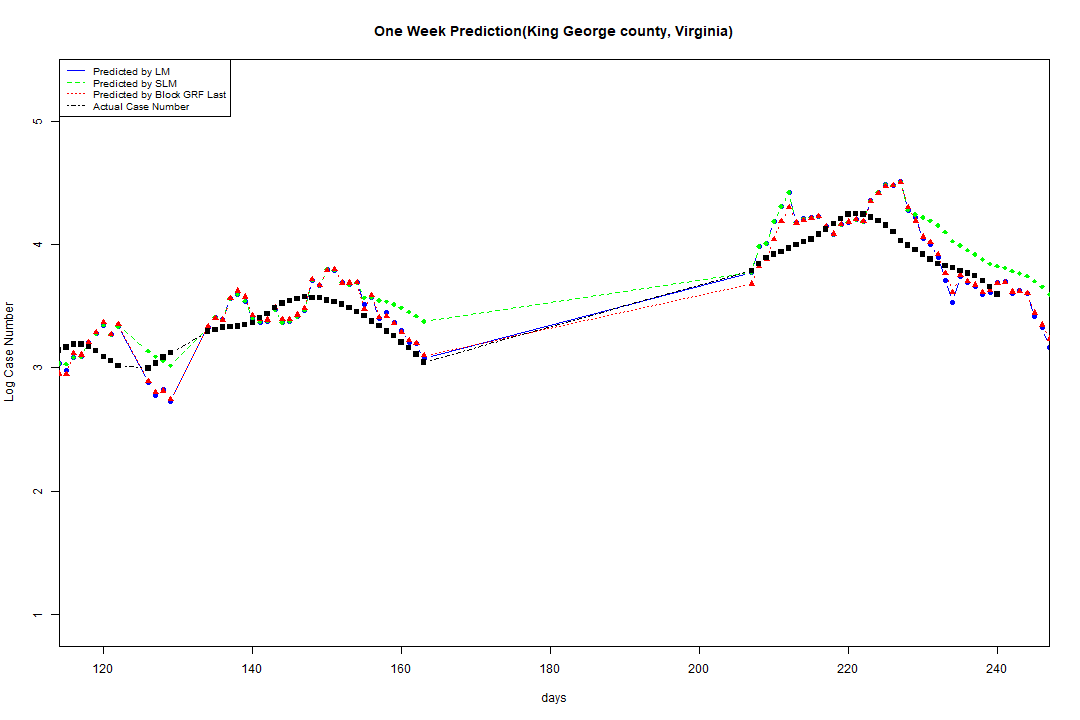 One Week Prediction(King George county, Virginia)
Predicted by LM
Predicted by SLM
Predicted by Block GRF Last
Actual Case Number
5
4
3
2
1
Log Case Number
120 140 160 180 200 220 240
days